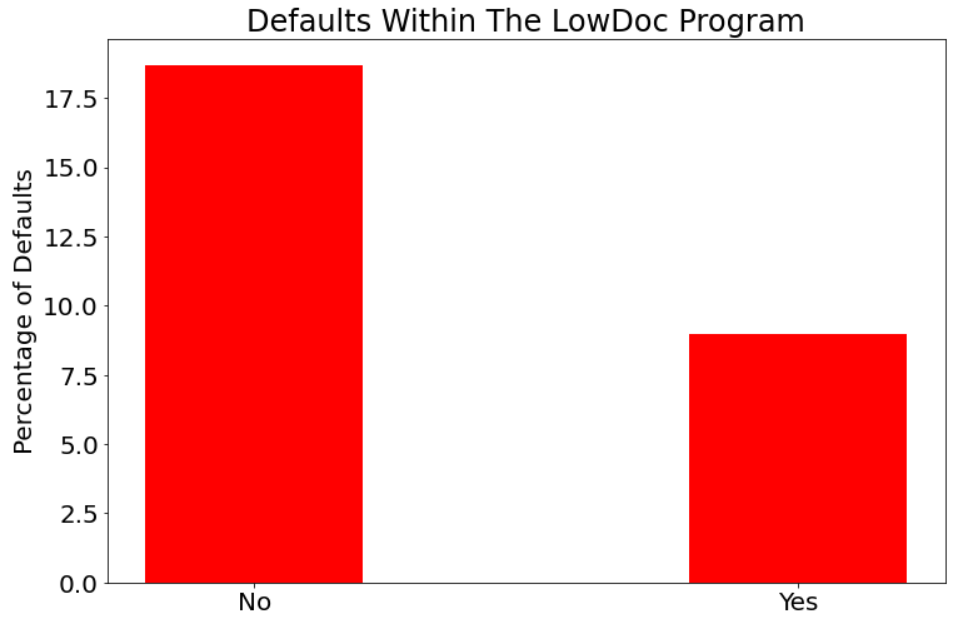 Defaults Within The LowDoc Program
Percentage of Defaults
17.5
15.0
12.5
10.0
7.5
5.0
2.5
0.0
No
Yes